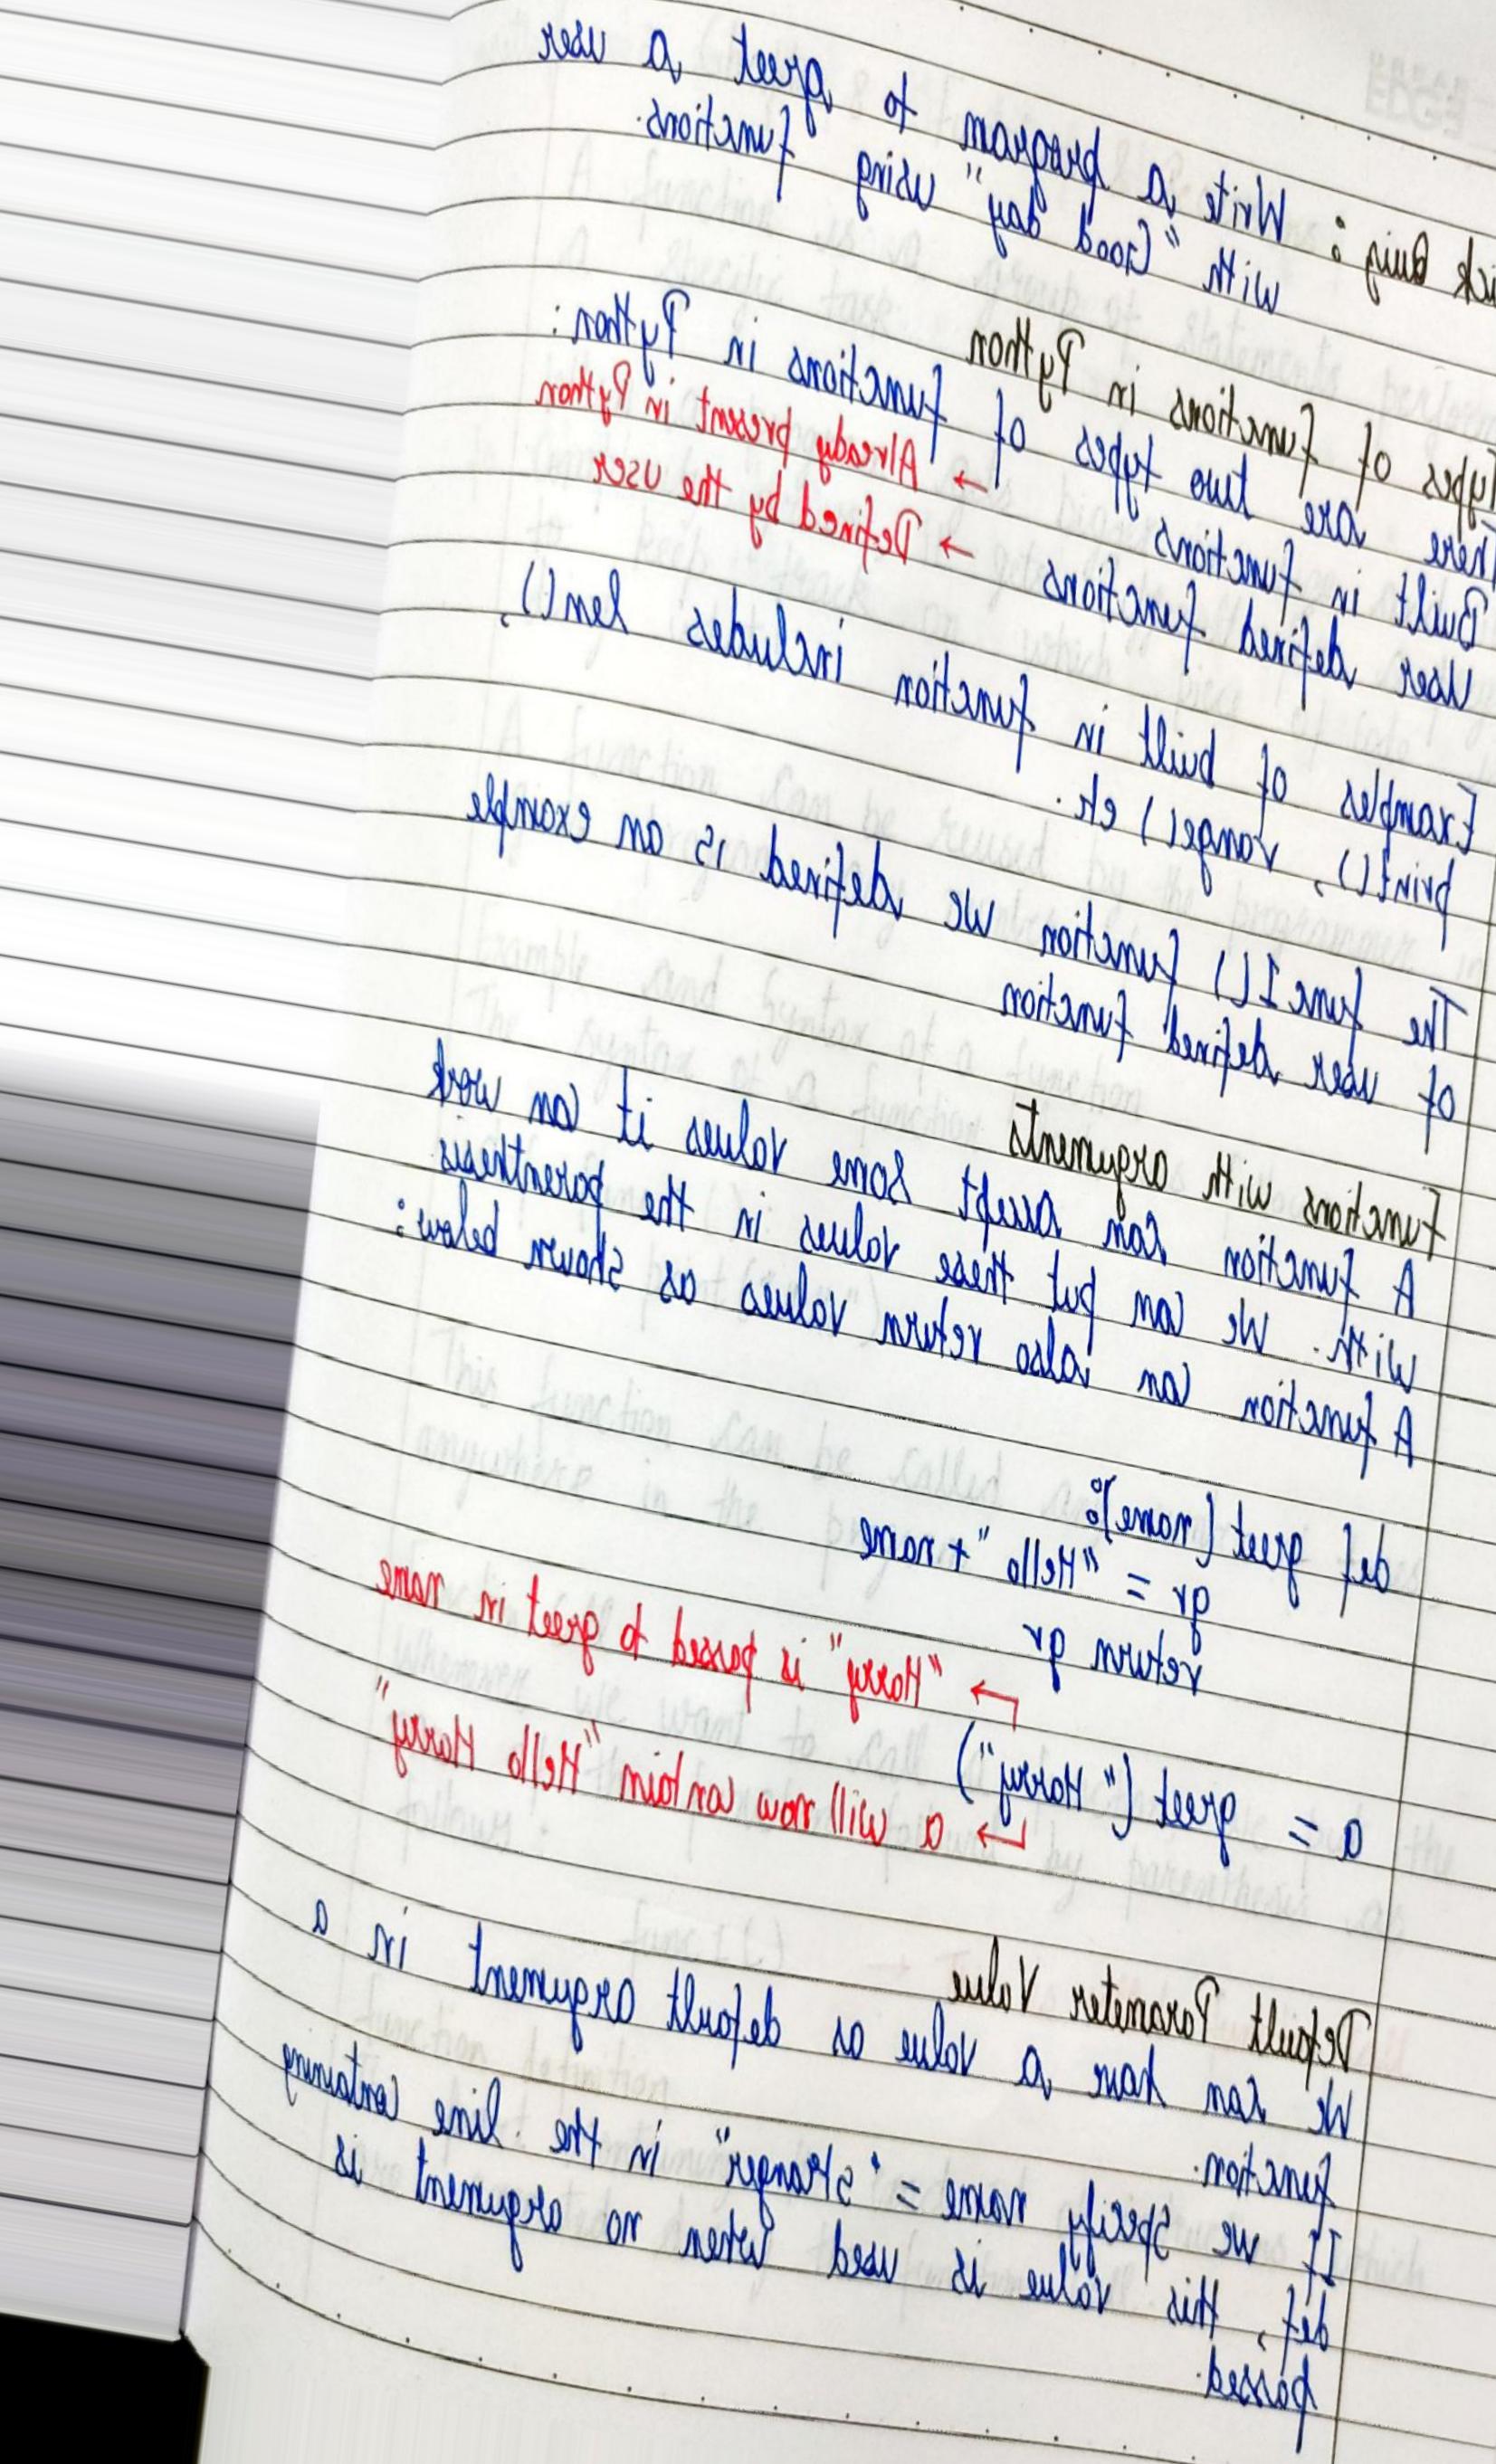 ick Quiz : Write a program to greet a user
with "Good day" using functions.
Types of functions in Python
There are two types of functions in Python :
Built in functions → Already present in Python
User defined functions → Defined by the user
Examples of built in function includes len(),
print(), range() etc.
The func1() function we defined is an example
of user defined function
Functions with arguments
A function can accept some values it can work
with. We can put these values in the parenthesis
A function can also return values as shown below :
def greet (name):
gr = "Hello" + name
return gr
→ "Harry" is passed to greet in name
a = greet ("Harry")
→ a will now contain "Hello Harry"
Default Parameter Value
We can have a value as default argument in a
function.
If we specify name = "stranger" in the line containing
def, this value is used when no argument is
passed.